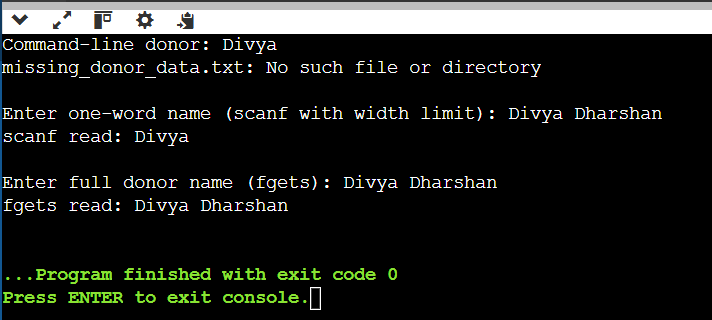 Command-line donor: Divya
missing_donor_data.txt: No such file or directory
Enter one-word name (scanf with width limit): Divya Dharshan
scanf read: Divya
Enter full donor name (fgets): Divya Dharshan
fgets read: Divya Dharshan
...Program finished with exit code 0
Press ENTER to exit console.